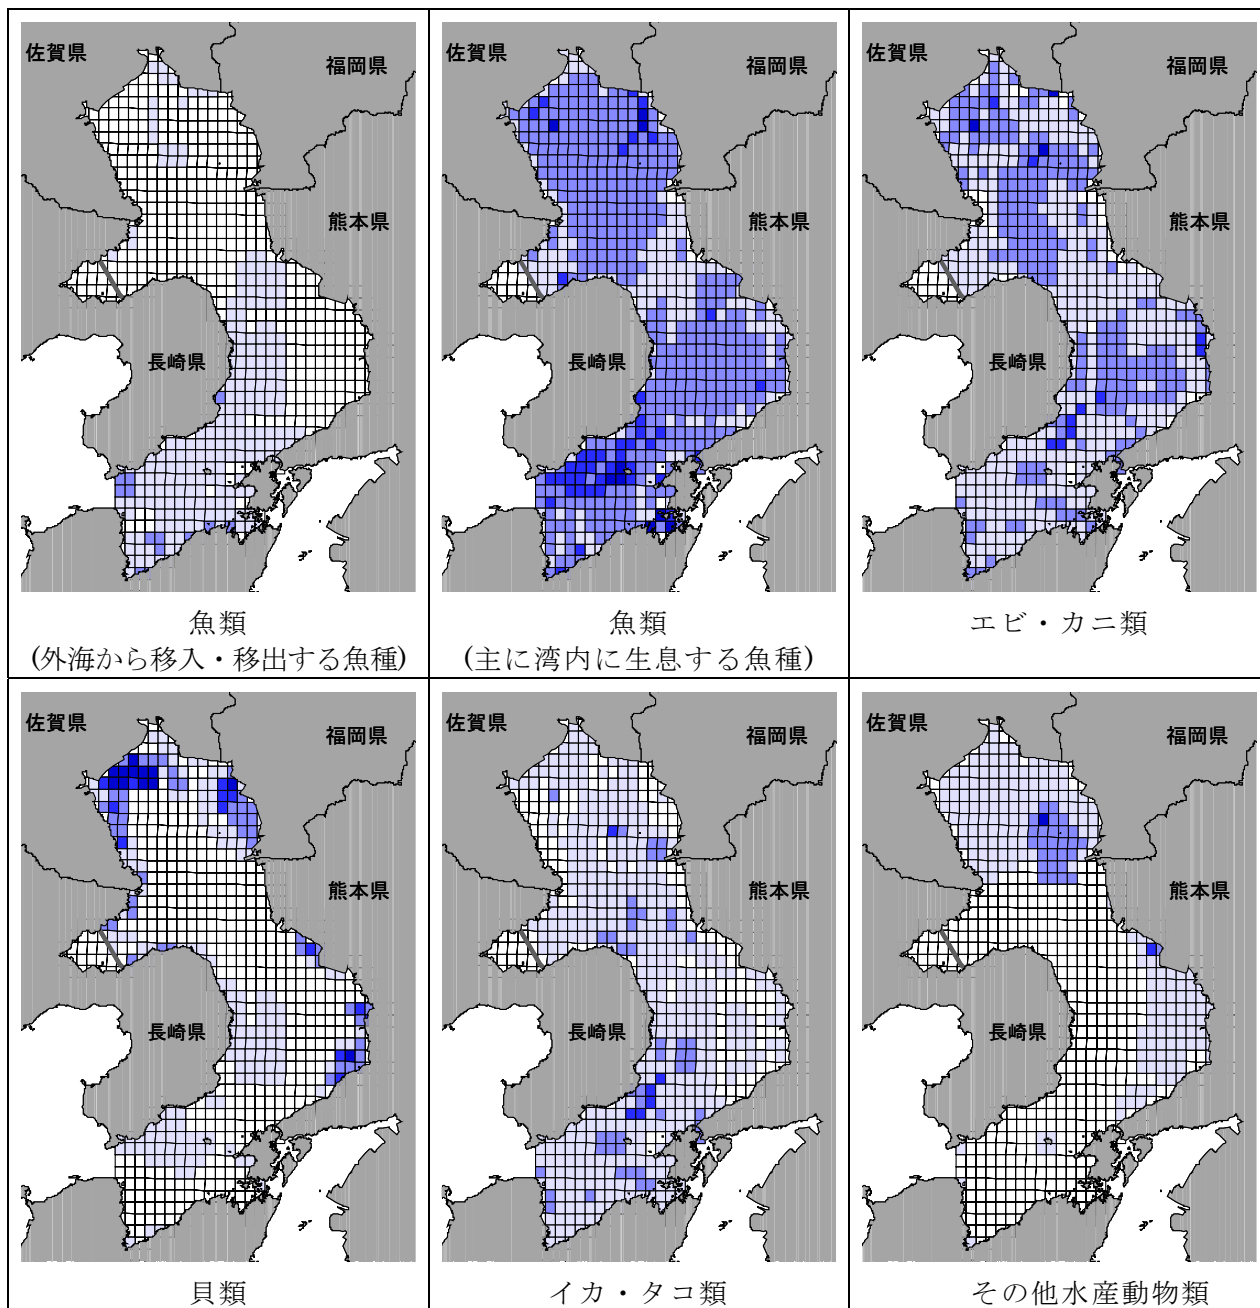 佐賀県
福岡県
熊本県
長崎県
魚類
(外海から移入・移出する魚種)
佐賀県
福岡県
熊本県
長崎県
魚類
(主に湾内に生息する魚種)
佐賀県
福岡県
熊本県
長崎県
エビ・カニ類
佐賀県
福岡県
熊本県
長崎県
貝類
佐賀県
福岡県
熊本県
長崎県
イカ・タコ類
佐賀県
福岡県
熊本県
長崎県
その他水産動物類